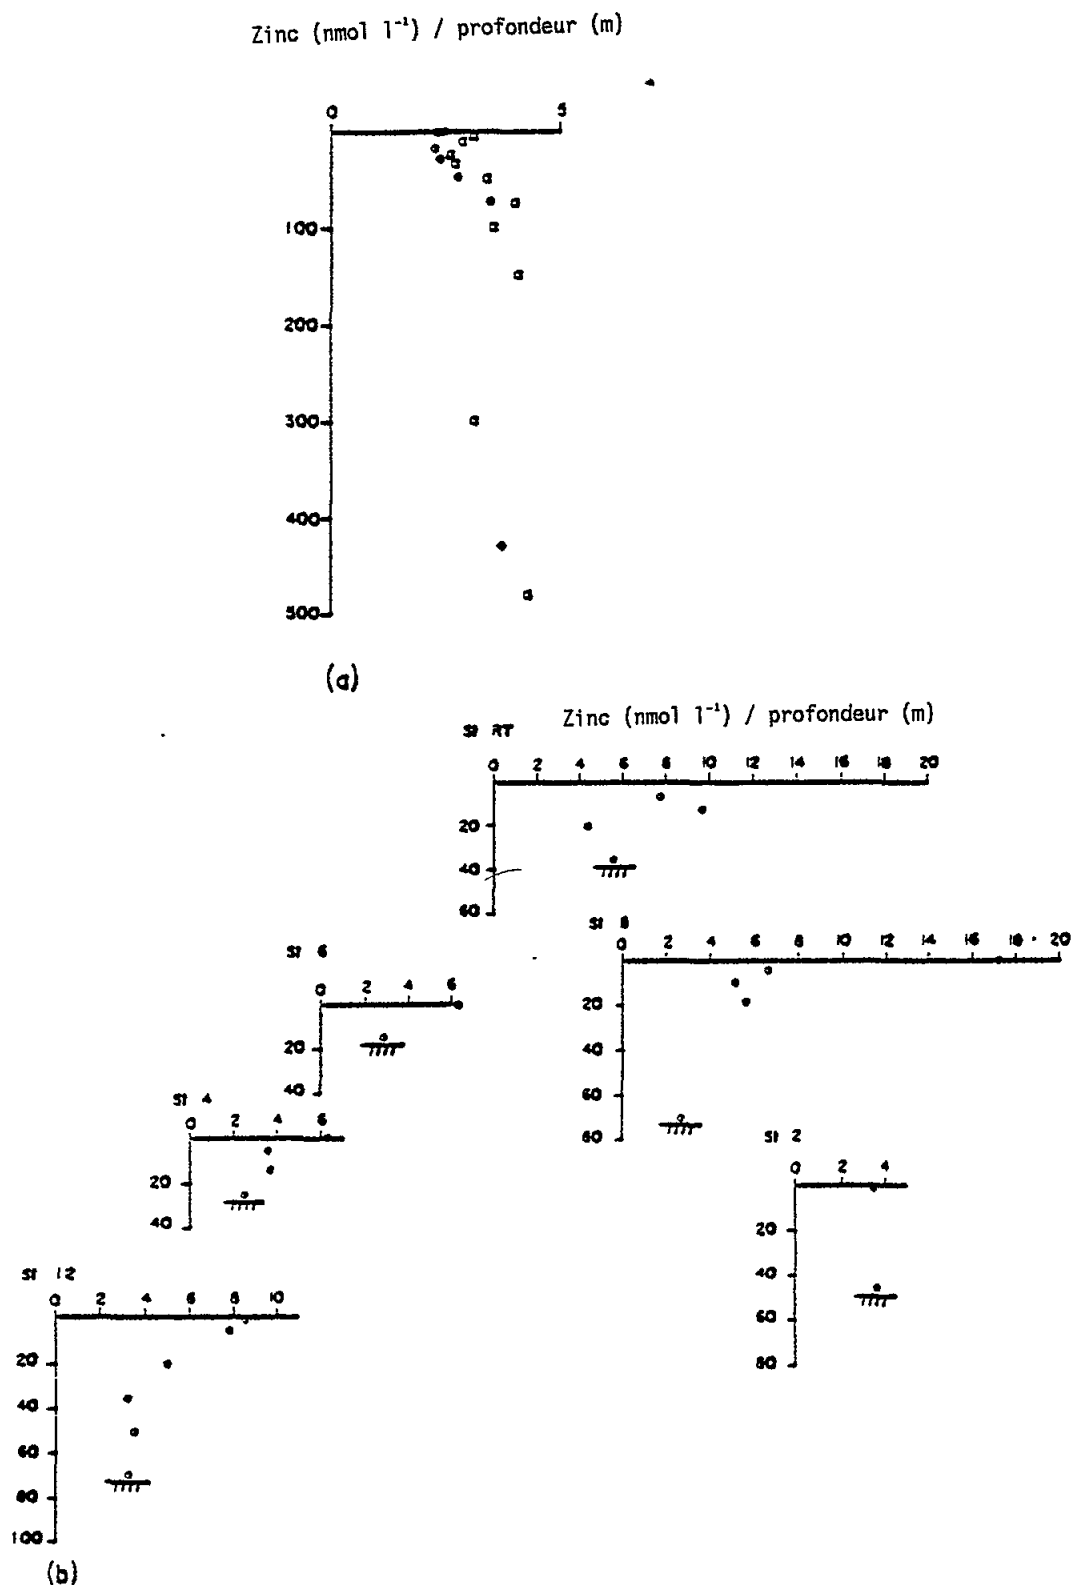 Zinc (nmol l⁻¹) / profondeur (m)
0 5
100
200
300
400
500
(a)
Zinc (nmol l⁻¹) / profondeur (m)
St RT
0 2 4 6 8 10 12 14 16 18 20
20
40
60
St 8
0 2 4 6 8 10 12 14 16 18 20
20
40
60
80
St 6
0 2 4 6
20
40
St 4
0 2 4 6
20
40
St 2
0 2 4
20
40
60
80
St 12
0 2 4 6 8 10
20
40
60
80
100
(b)